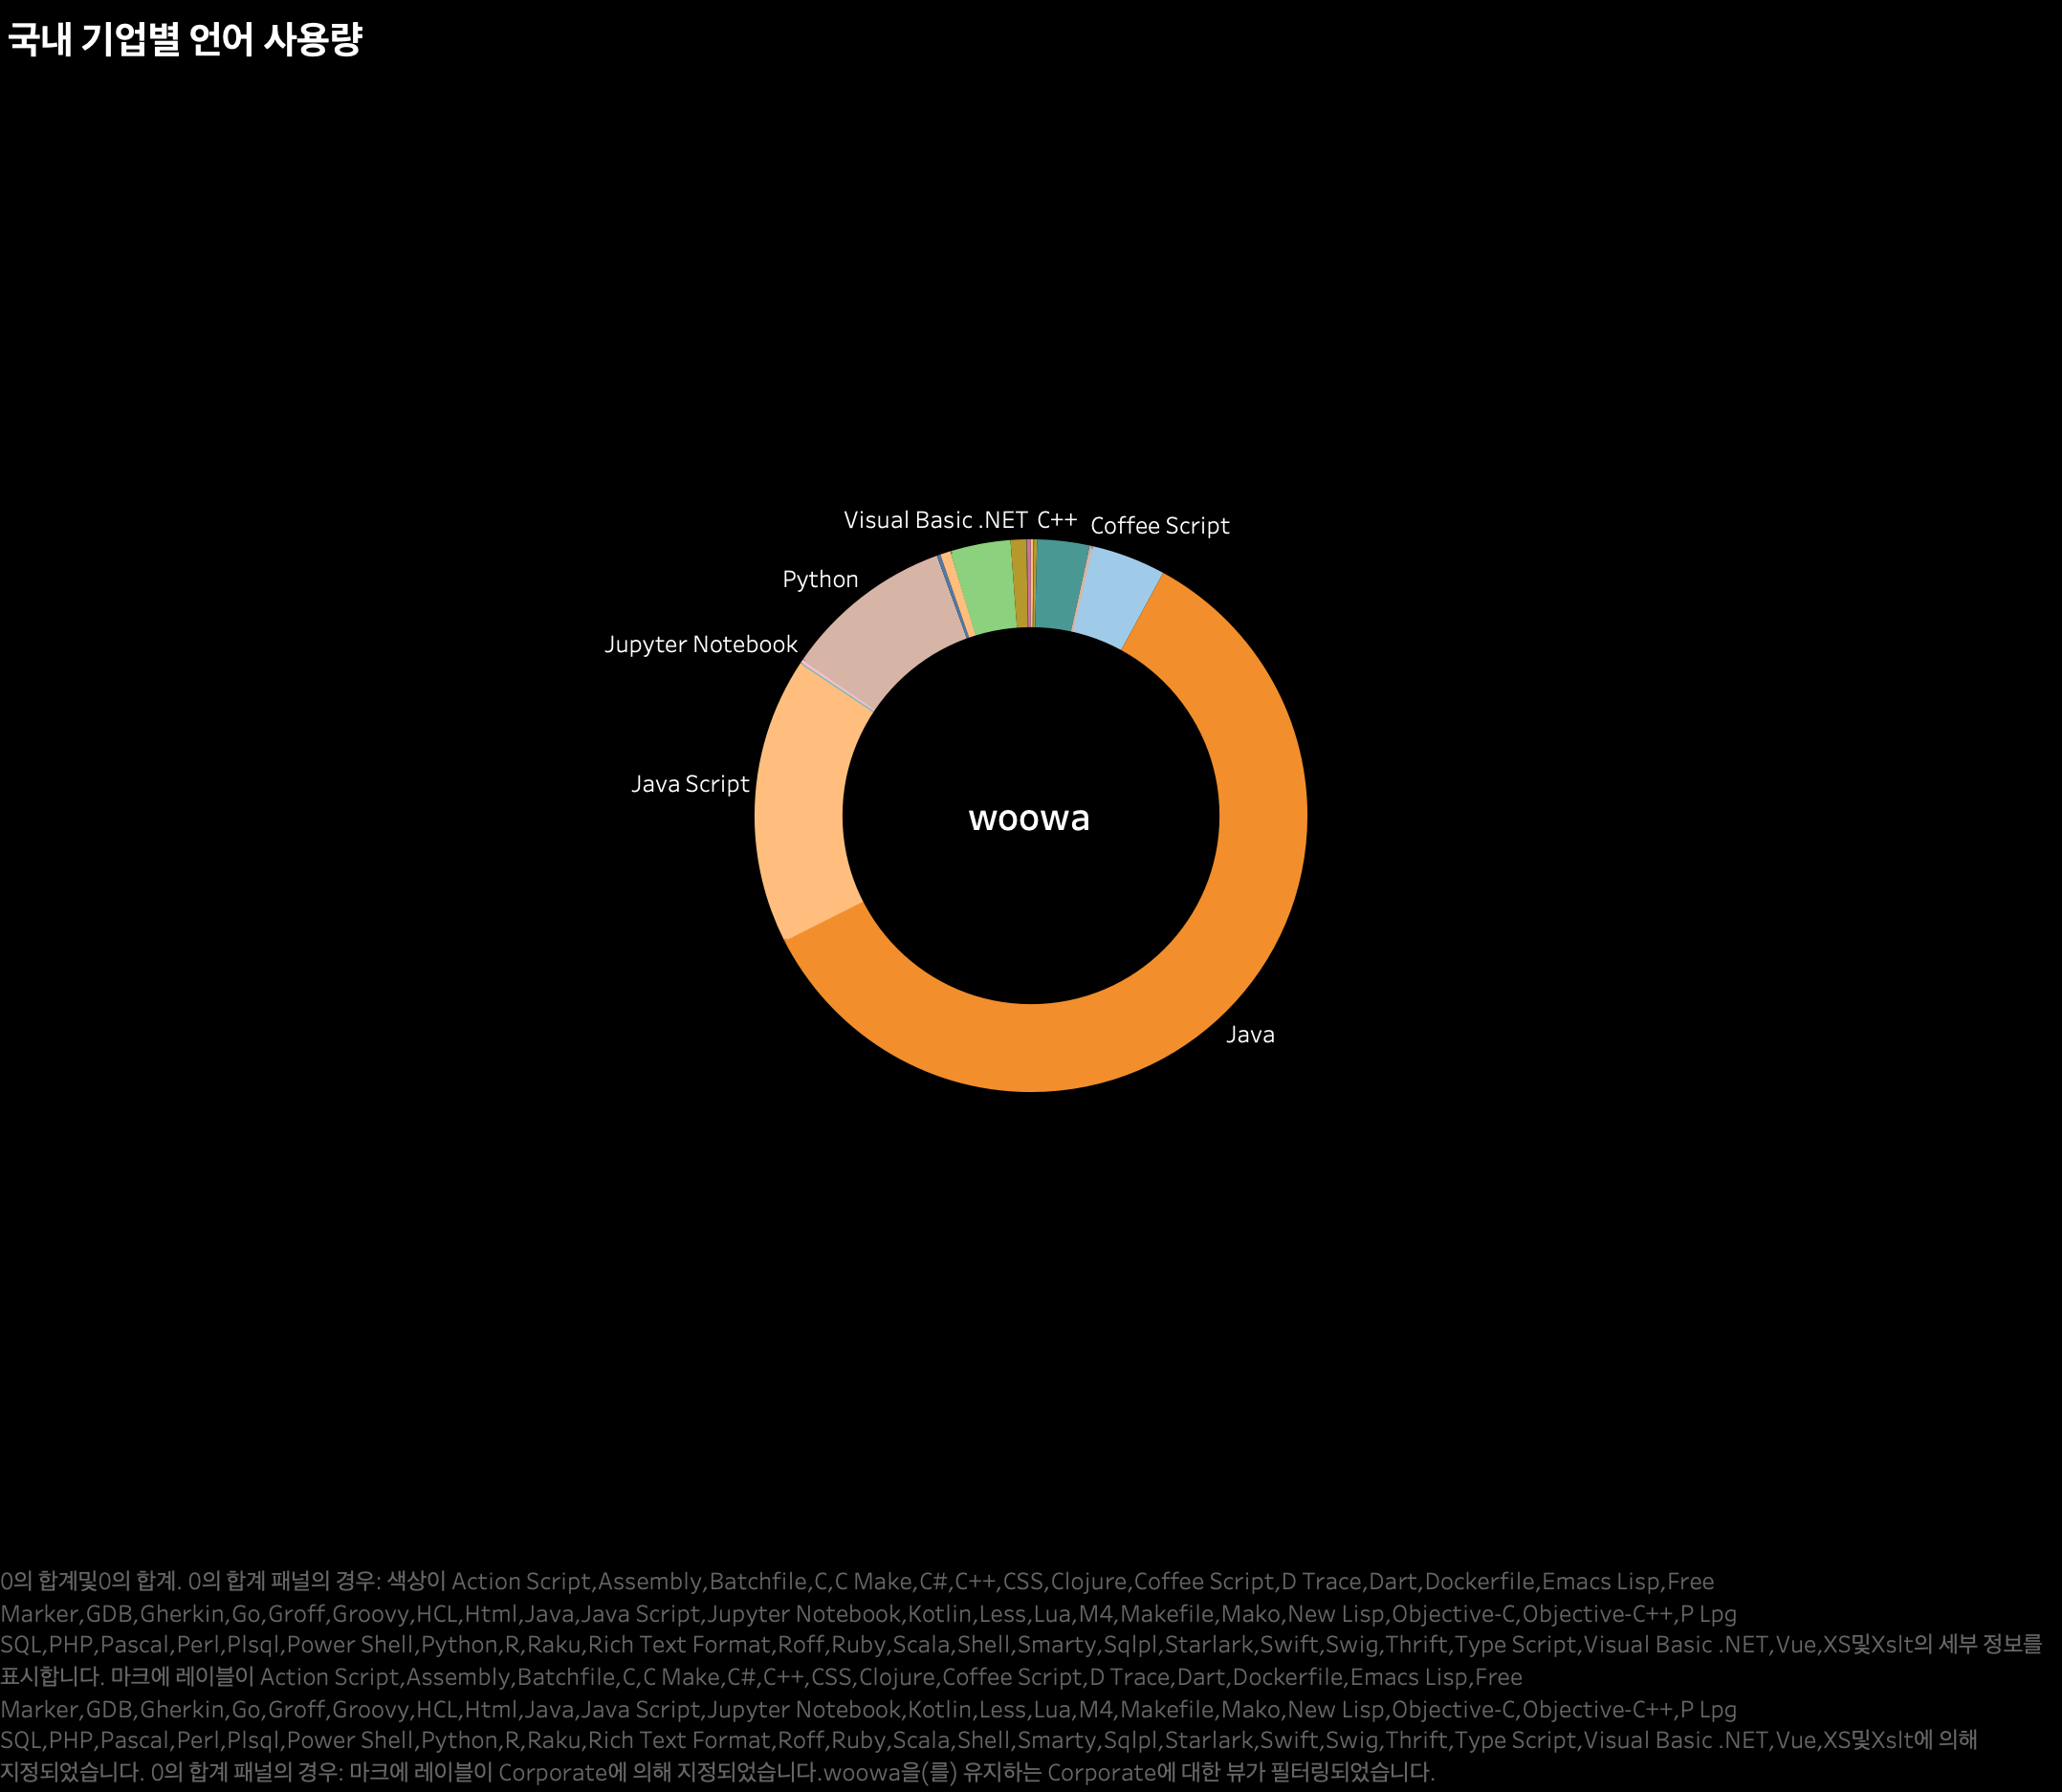 국내 기업별 언어 사용량
Visual Basic .NET
C++
Coffee Script
Python
Jupyter Notebook
Java Script
woowa
Java
0의 합계및0의 합계. 0의 합계 패널의 경우: 색상이 Action Script,Assembly,Batchfile,C,C Make,C#,C++,CSS,Clojure,Coffee Script,D Trace,Dart,Dockerfile,Emacs Lisp,Free
Marker,GDB,Gherkin,Go,Groff,Groovy,HCL,Html,Java,Java Script,Jupyter Notebook,Kotlin,Less,Lua,M4,Makefile,Mako,New Lisp,Objective-C,Objective-C++,P Lpg
SQL,PHP,Pascal,Perl,Plsql,Power Shell,Python,R,Raku,Rich Text Format,Roff,Ruby,Scala,Shell,Smarty,Sqlpl,Starlark,Swift,Swig,Thrift,Type Script,Visual Basic .NET,Vue,XS및Xslt의 세부 정보를
표시합니다. 마크에 레이블이 Action Script,Assembly,Batchfile,C,C Make,C#,C++,CSS,Clojure,Coffee Script,D Trace,Dart,Dockerfile,Emacs Lisp,Free
Marker,GDB,Gherkin,Go,Groff,Groovy,HCL,Html,Java,Java Script,Jupyter Notebook,Kotlin,Less,Lua,M4,Makefile,Mako,New Lisp,Objective-C,Objective-C++,P Lpg
SQL,PHP,Pascal,Perl,Plsql,Power Shell,Python,R,Raku,Rich Text Format,Roff,Ruby,Scala,Shell,Smarty,Sqlpl,Starlark,Swift,Swig,Thrift,Type Script,Visual Basic .NET,Vue,XS및Xslt에 의해
지정되었습니다. 0의 합계 패널의 경우: 마크에 레이블이 Corporate에 의해 지정되었습니다.woowa을(를) 유지하는 Corporate에 대한 뷰가 필터링되었습니다.